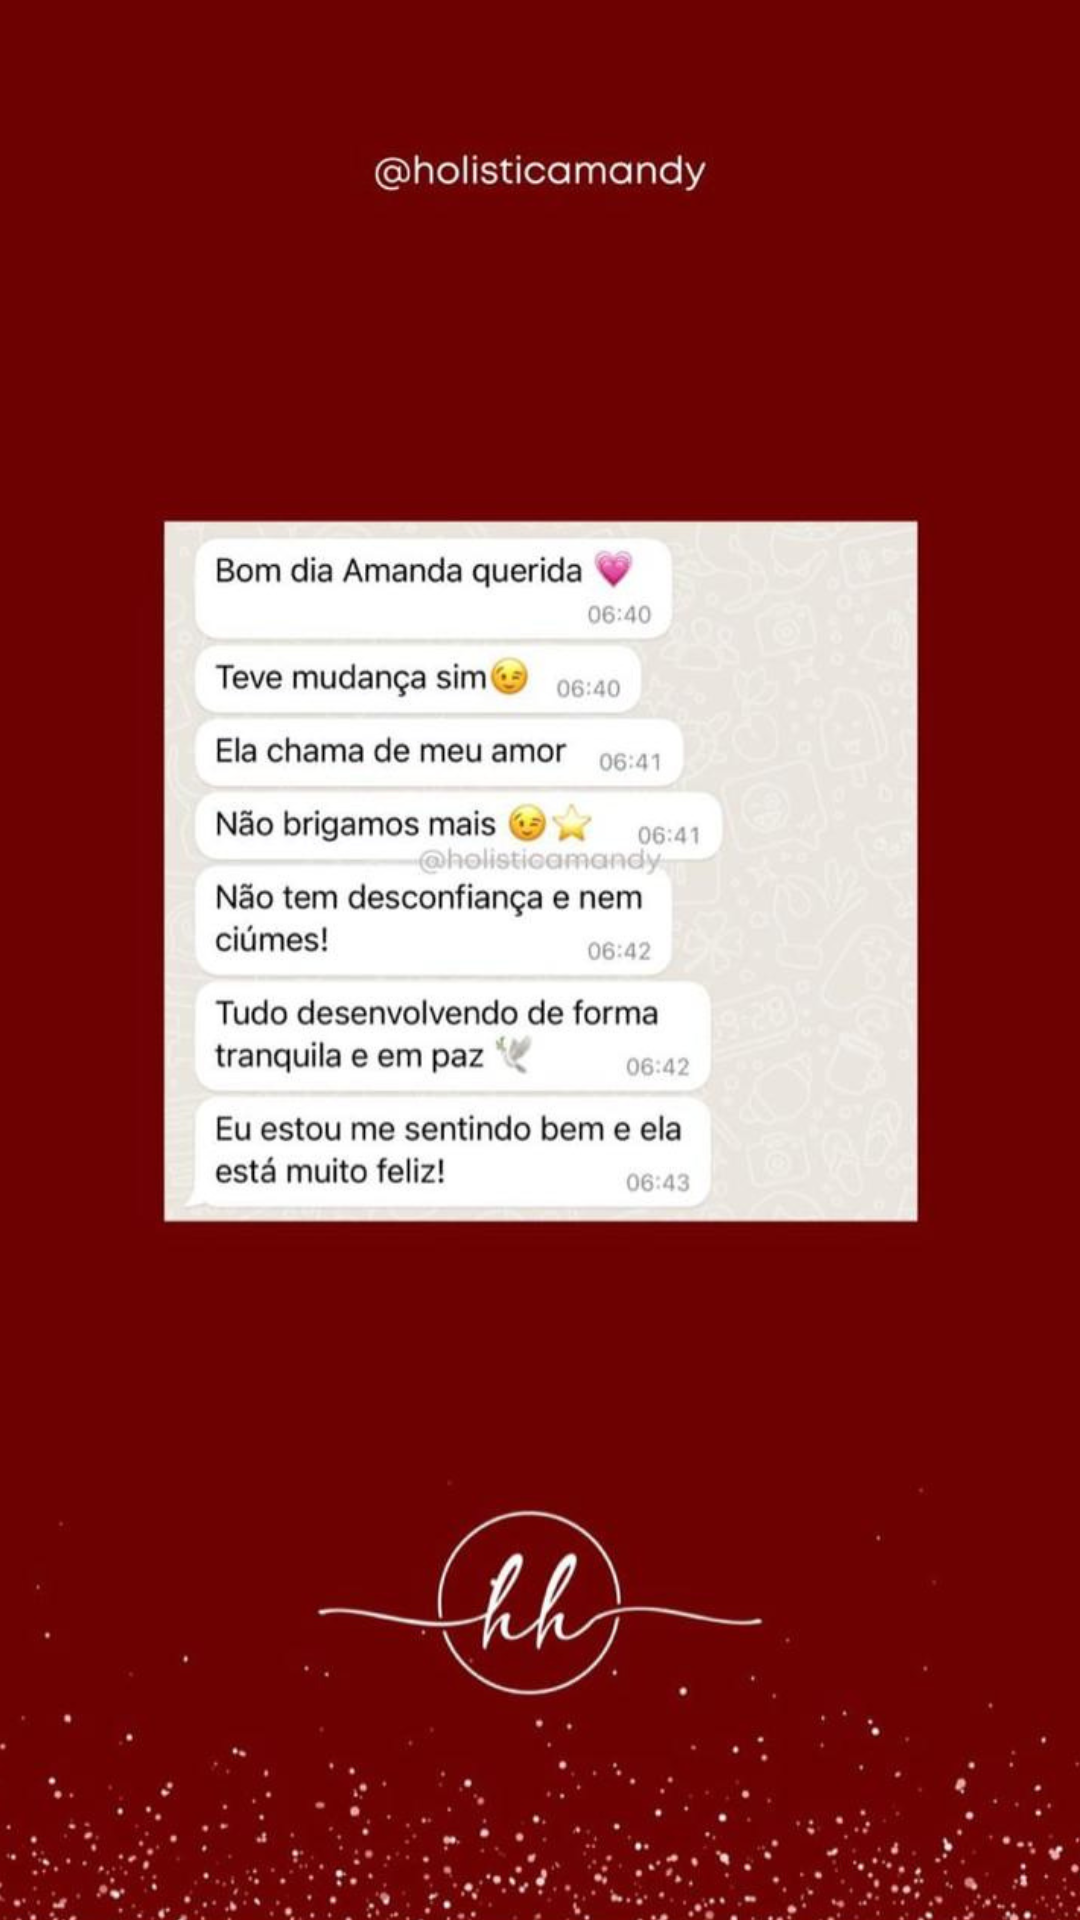 @holisticamandy
Bom dia Amanda querida 💗
06:40
Teve mudança sim😉 06:40
Ela chama de meu amor 06:41
Não brigamos mais 😉⭐ 06:41
@holisticamandy
Não tem desconfiança e nem
ciúmes! 06:42
Tudo desenvolvendo de forma
tranquila e em paz 🕊️ 06:42
Eu estou me sentindo bem e ela
está muito feliz! 06:43
hh